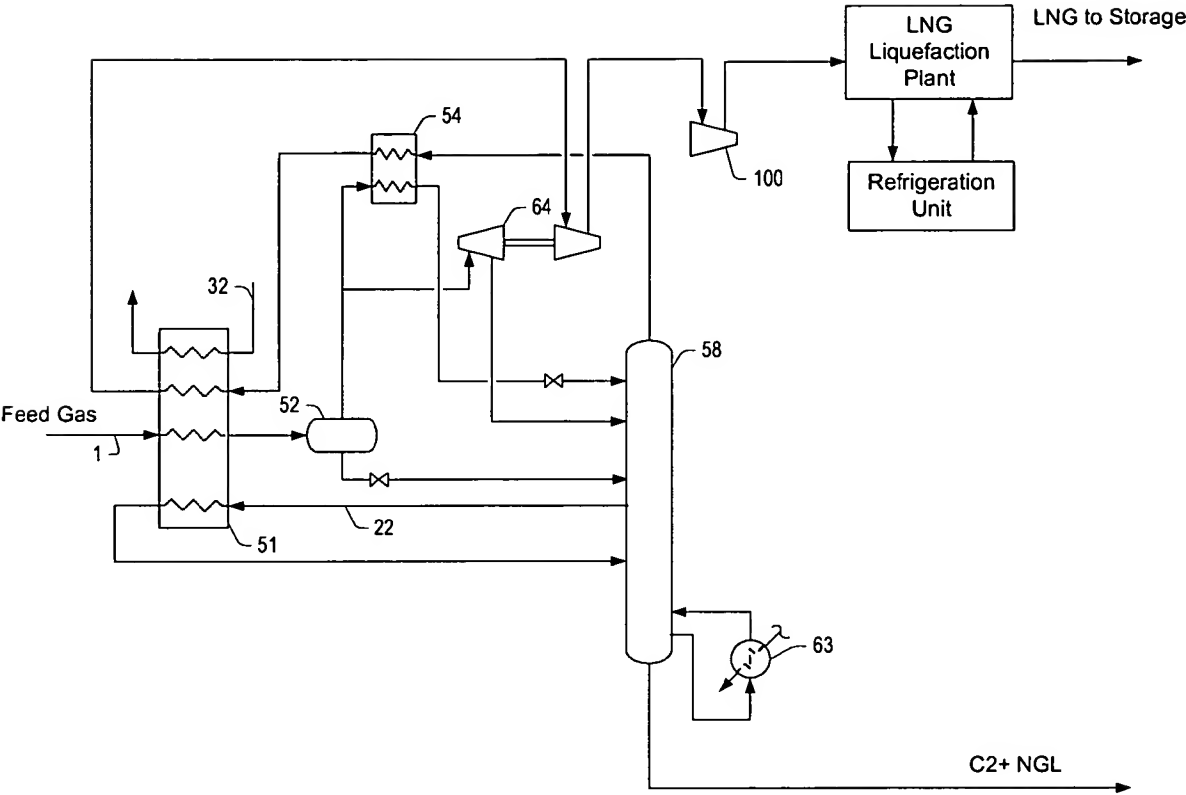 LNG to Storage
LNG
Liquefaction
Plant
54
100
Refrigeration
Unit
64
32
58
52
Feed Gas
1
22
51
63
C2+ NGL